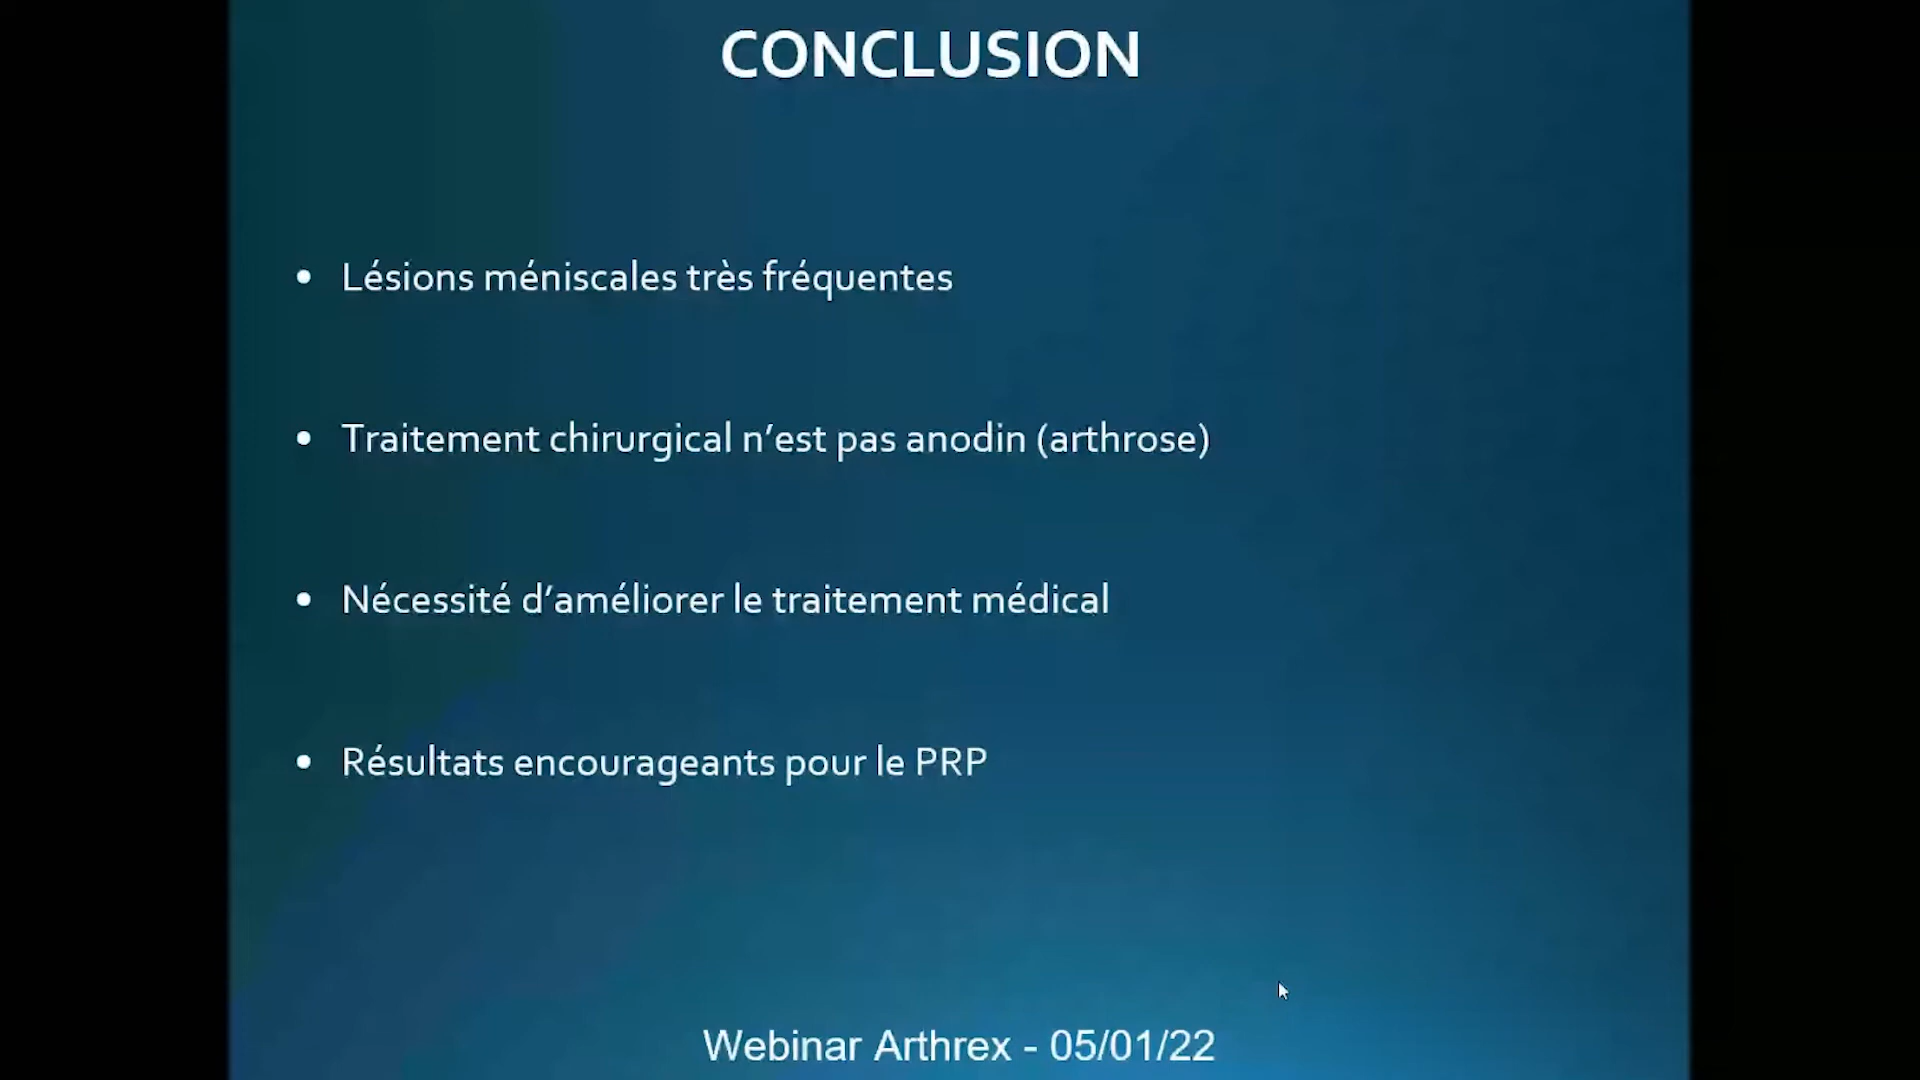 CONCLUSION
• Lésions méniscales très fréquentes
• Traitement chirurgical n’est pas anodin (arthrose)
• Nécessité d’améliorer le traitement médical
• Résultats encourageants pour le PRP
Webinar Arthrex - 05/01/22